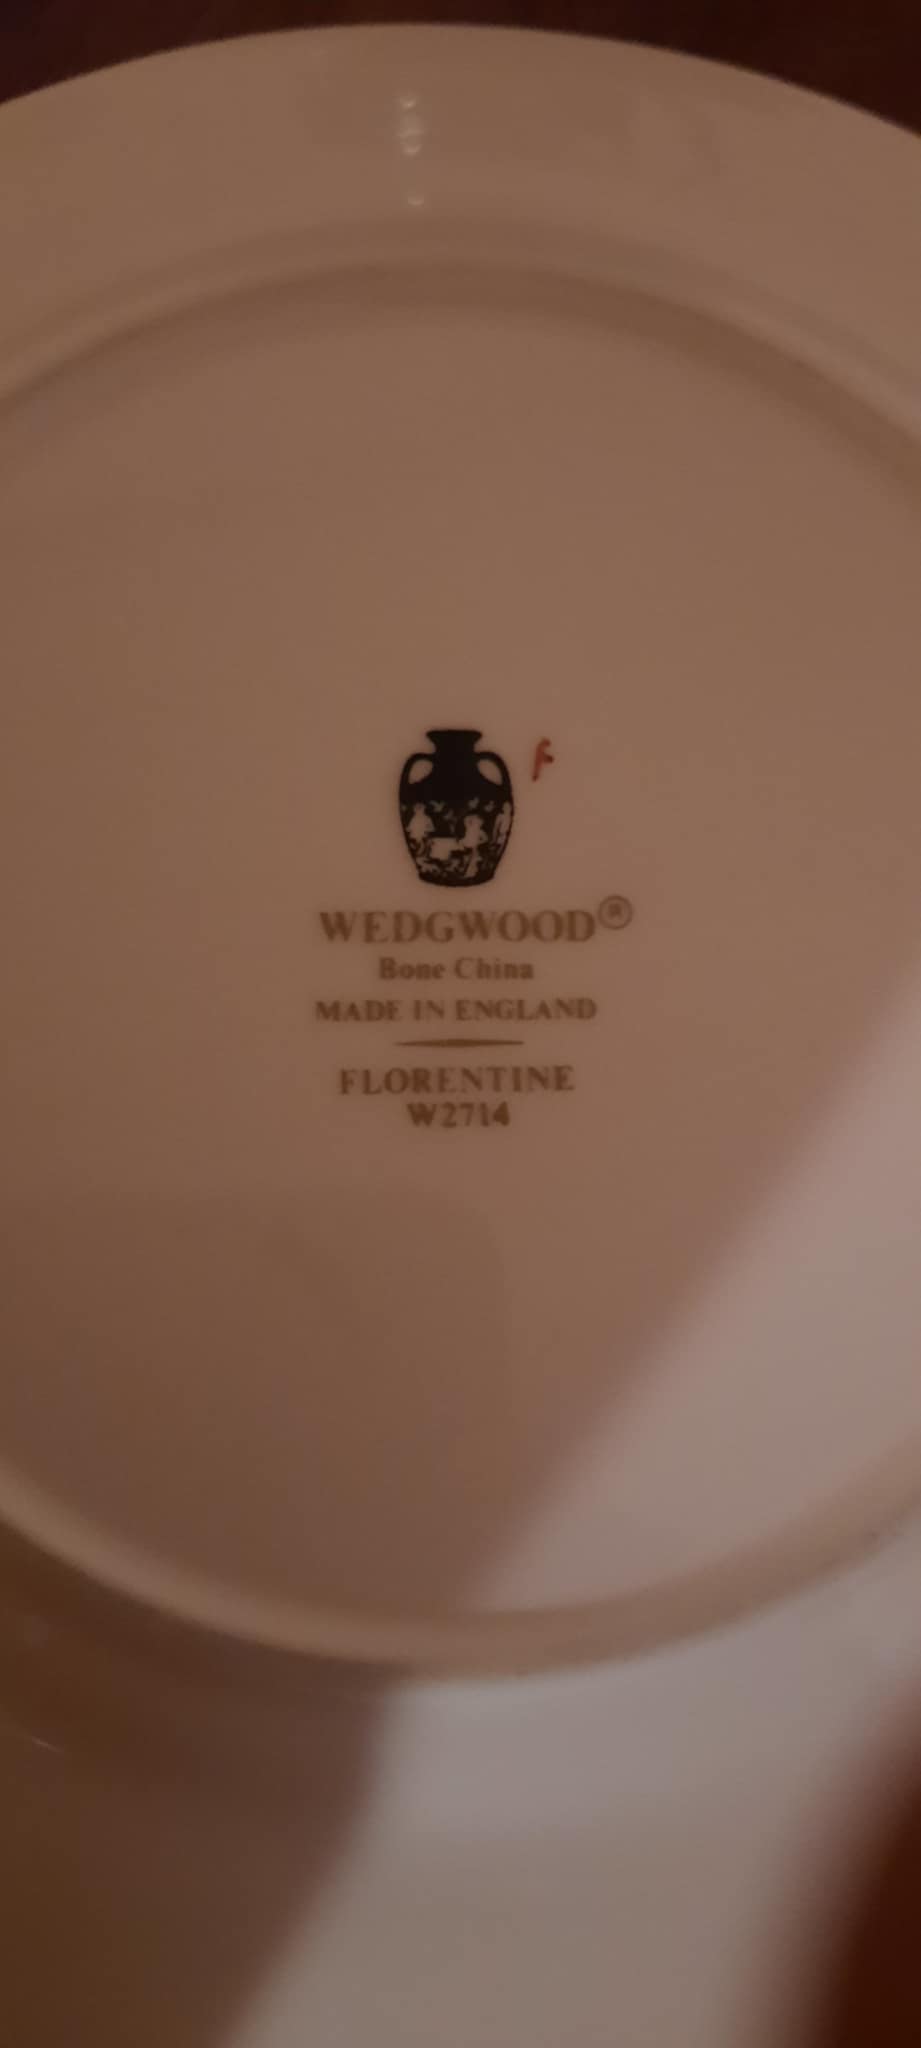 F
WEDGWOOD®
Bone China
MADE IN ENGLAND
FLORENTINE
W2714